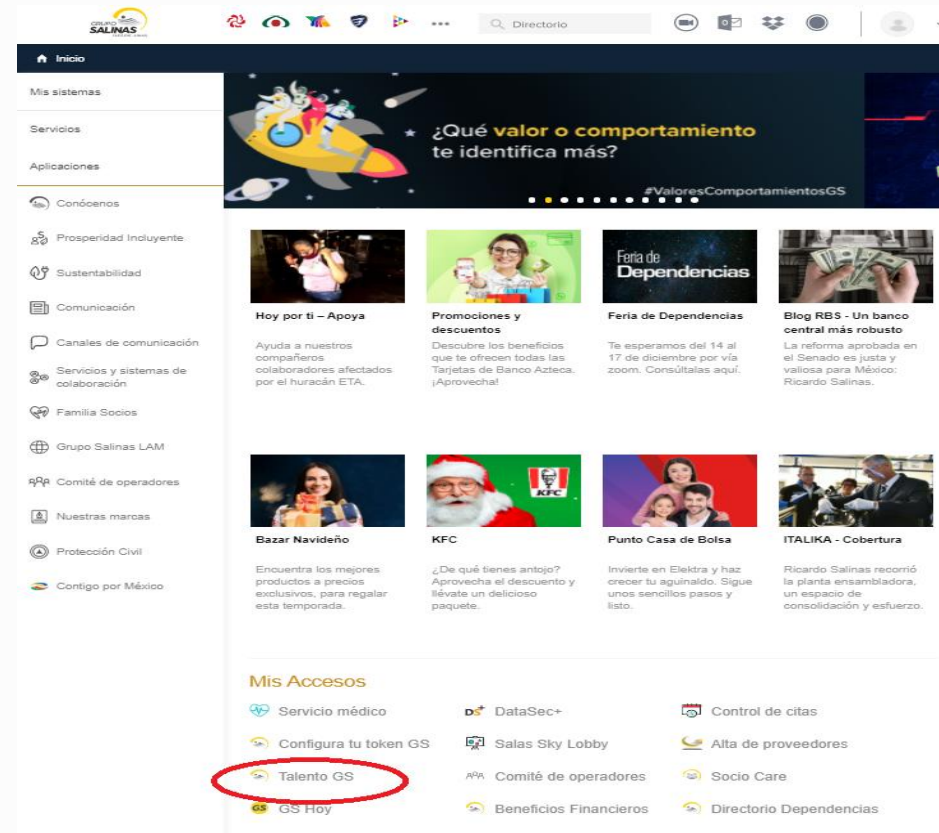 GRUPO
SALINAS
Directorio
Inicio
Mis sistemas
Servicios
Aplicaciones
Conócenos
Prosperidad Incluyente
Sustentabilidad
Comunicación
Canales de comunicación
Servicios y sistemas de
colaboración
Familia Socios
Grupo Salinas LAM
Comité de operadores
Nuestras marcas
Protección Civil
Contigo por México
¿Qué valor o comportamiento
te identifica más?
#ValoresComportamientosGS
Hoy por ti – Apoya
Ayuda a nuestros
compañeros
colaboradores afectados
por el huracán ETA.
Promociones y
descuentos
Descubre los beneficios
que te ofrecen todas las
Tarjetas de Banco Azteca.
¡Aprovecha!
Feria de
Dependencias
Feria de Dependencias
Te esperamos del 14 al
17 de diciembre por vía
zoom. Consúltalas aquí.
Blog RBS - Un banco
central más robusto
La reforma aprobada en
el Senado es justa y
valiosa para México:
Ricardo Salinas.
Bazar Navideño
Encuentra los mejores
productos a precios
exclusivos, para regalar
esta temporada.
KFC
KFC
¿De qué tienes antojo?
Aprovecha el descuento y
llévate un delicioso
paquete.
Punto Casa de Bolsa
Invierte en Elektra y haz
crecer tu aguinaldo. Sigue
unos sencillos pasos y
listo.
ITALIKA - Cobertura
Ricardo Salinas recorrió
la planta ensambladora,
un espacio de
consolidación y esfuerzo.
Mis Accesos
Servicio médico
DS+ DataSec+
Control de citas
Configura tu token GS
Salas Sky Lobby
Alta de proveedores
Talento GS
Comité de operadores
Socio Care
GS GS Hoy
Beneficios Financieros
Directorio Dependencias